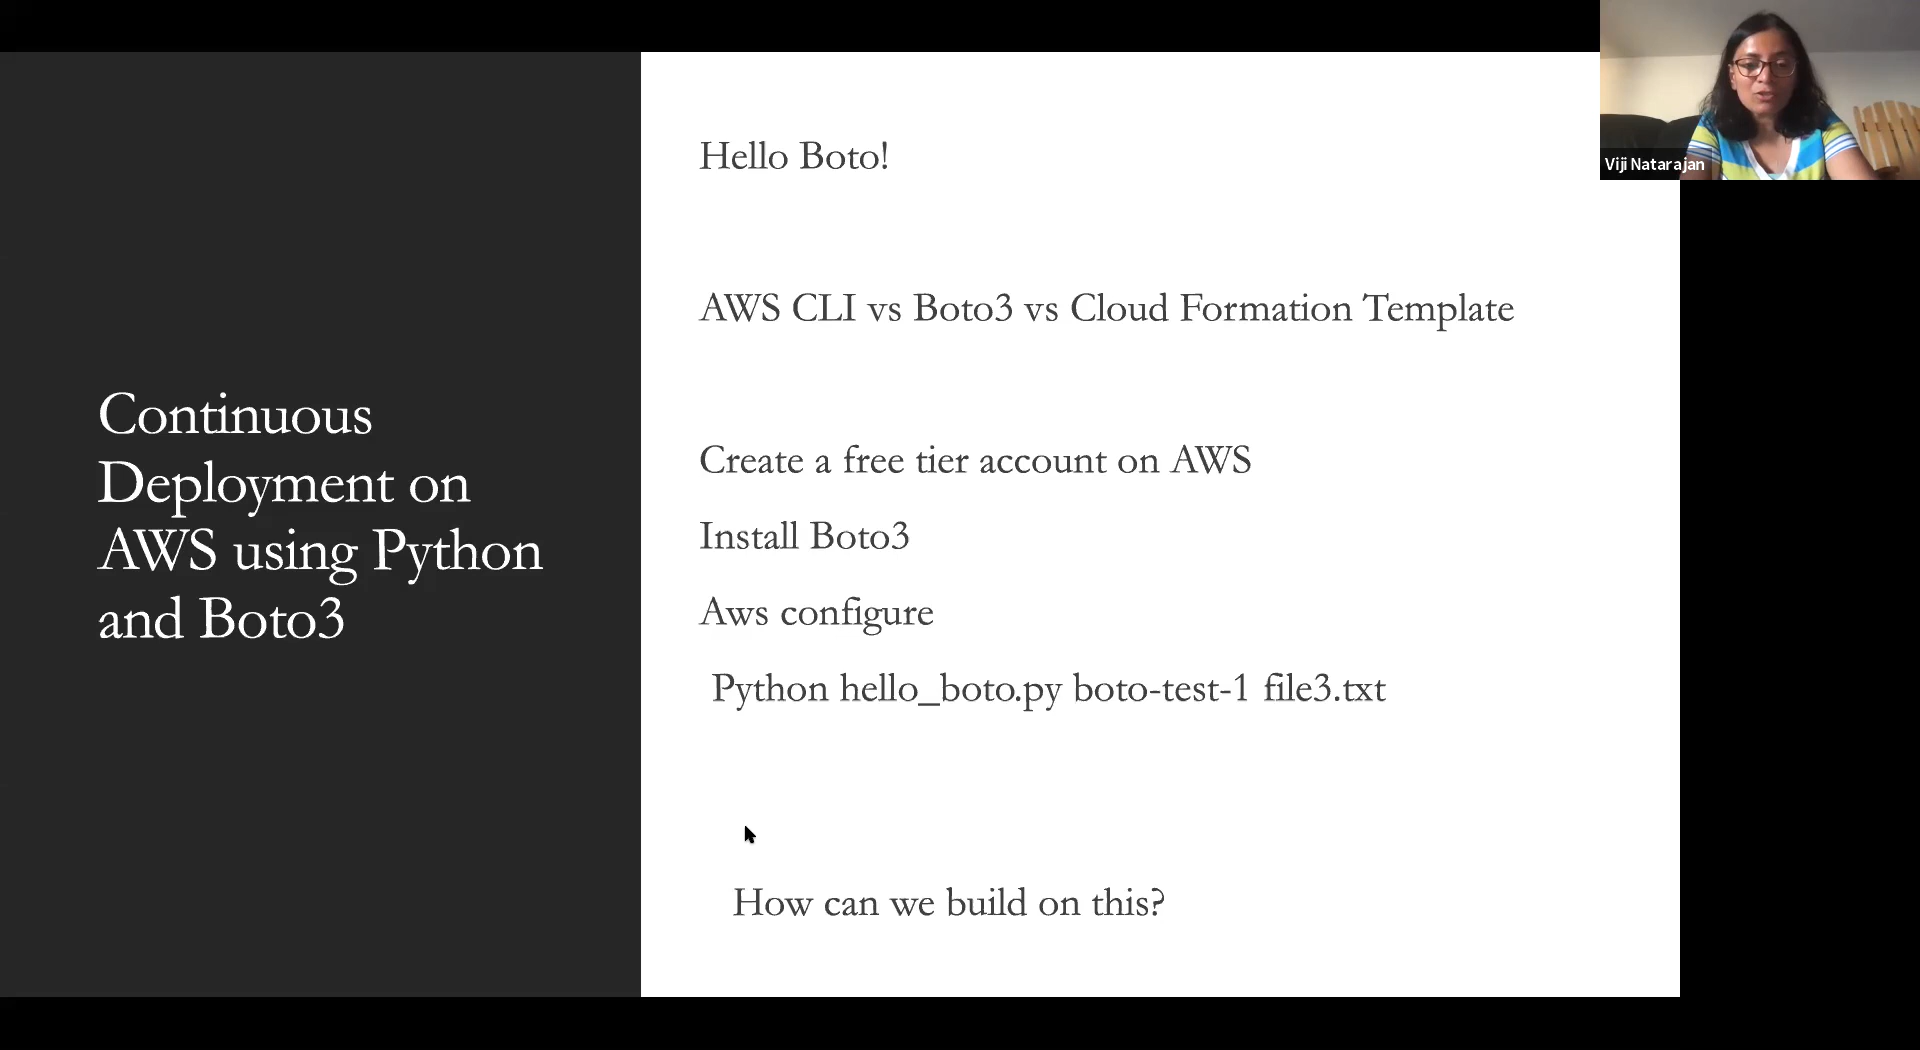 Continuous
Deployment on
AWS using Python
and Boto3
Hello Boto!
AWS CLI vs Boto3 vs Cloud Formation Template
Create a free tier account on AWS
Install Boto3
Aws configure
Python hello_boto.py boto-test-1 file3.txt
How can we build on this?
Viji Natarajan